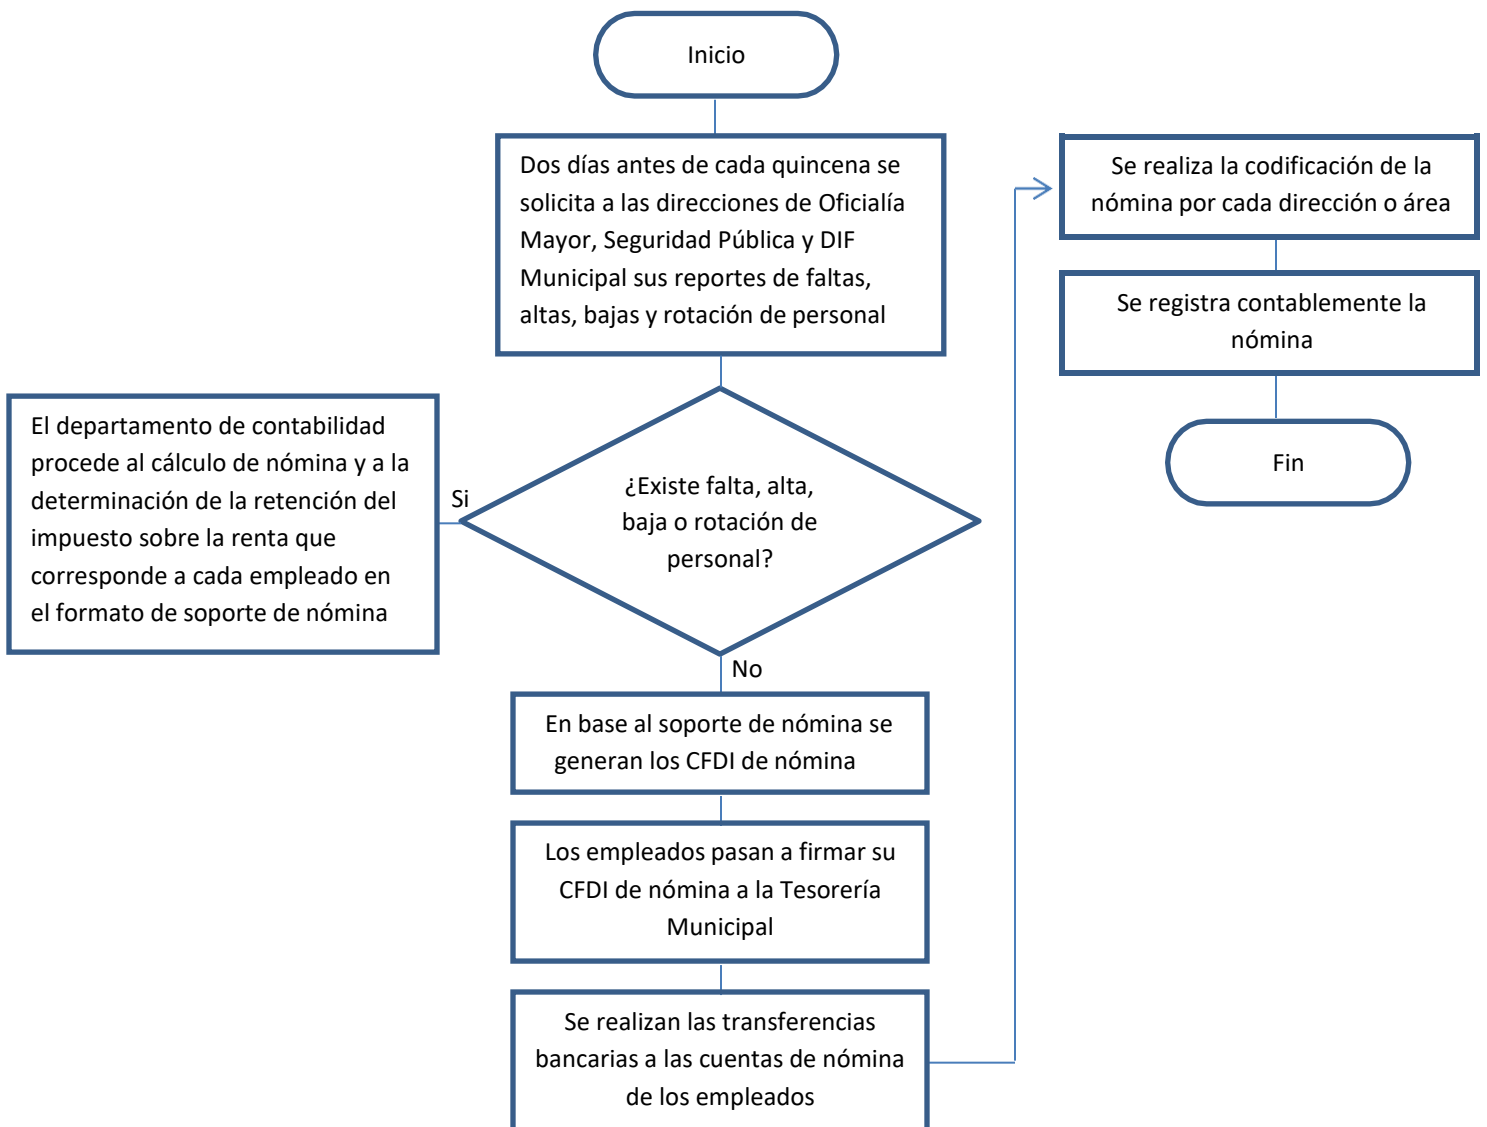 Inicio
Dos días antes de cada quincena se
solicita a las direcciones de Oficialía
Mayor, Seguridad Pública y DIF
Municipal sus reportes de faltas,
altas, bajas y rotación de personal
¿Existe falta, alta,
baja o rotación de
personal?
Si
El departamento de contabilidad
procede al cálculo de nómina y a la
determinación de la retención del
impuesto sobre la renta que
corresponde a cada empleado en
el formato de soporte de nómina
No
En base al soporte de nómina se
generan los CFDI de nómina
Los empleados pasan a firmar su
CFDI de nómina a la Tesorería
Municipal
Se realizan las transferencias
bancarias a las cuentas de nómina
de los empleados
Se realiza la codificación de la
nómina por cada dirección o área
Se registra contablemente la
nómina
Fin